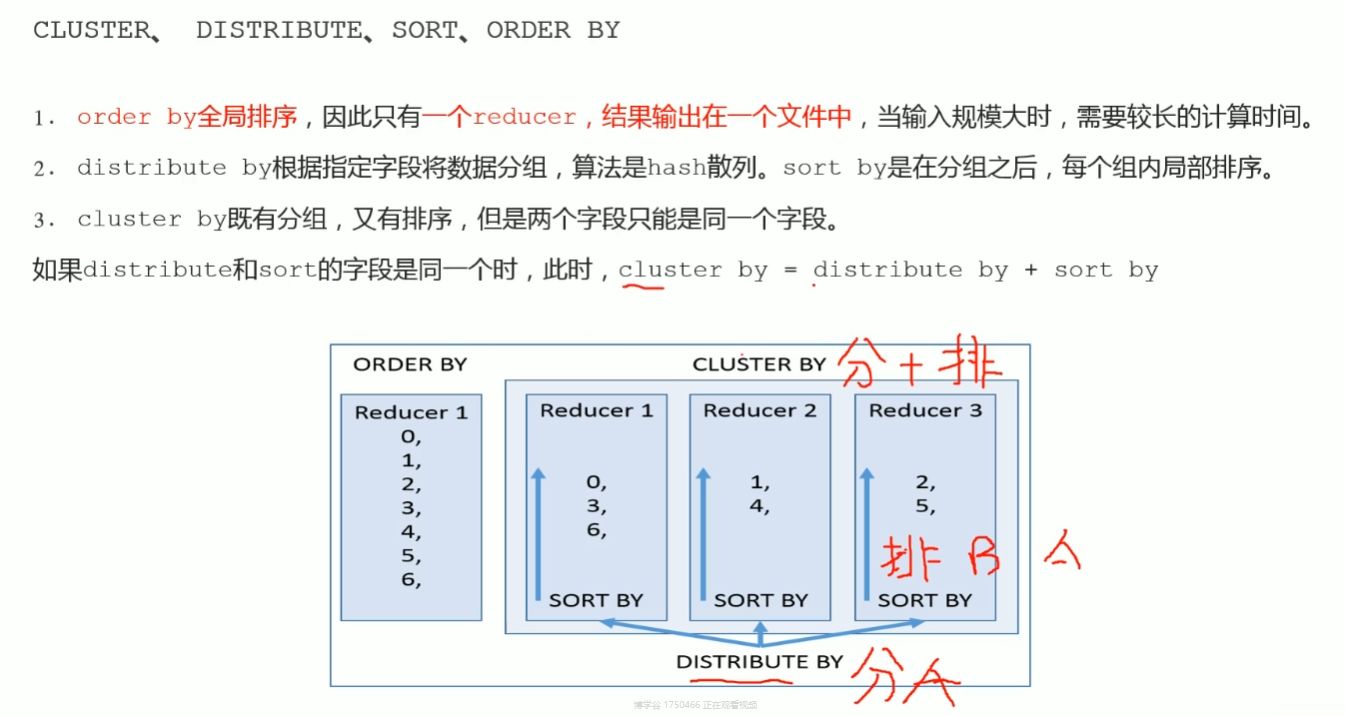 CLUSTER、 DISTRIBUTE、SORT、ORDER BY
1. order by全局排序，因此只有一个reducer，结果输出在一个文件中，当输入规模大时，需要较长的计算时间。
2. distribute by根据指定字段将数据分组，算法是hash散列。sort by是在分组之后，每个组内局部排序。
3. cluster by既有分组，又有排序，但是两个字段只能是同一个字段。
如果distribute和sort的字段是同一个时，此时，cluster by = distribute by + sort by
ORDER BY
Reducer 1
0,
1,
2,
3,
4,
5,
6,
CLUSTER BY 分+排
Reducer 1
0,
3,
6,
SORT BY
Reducer 2
1,
4,
SORT BY
Reducer 3
2,
5,
排 B A
SORT BY
DISTRIBUTE BY 分A
博学谷 1750466 正在观看视频